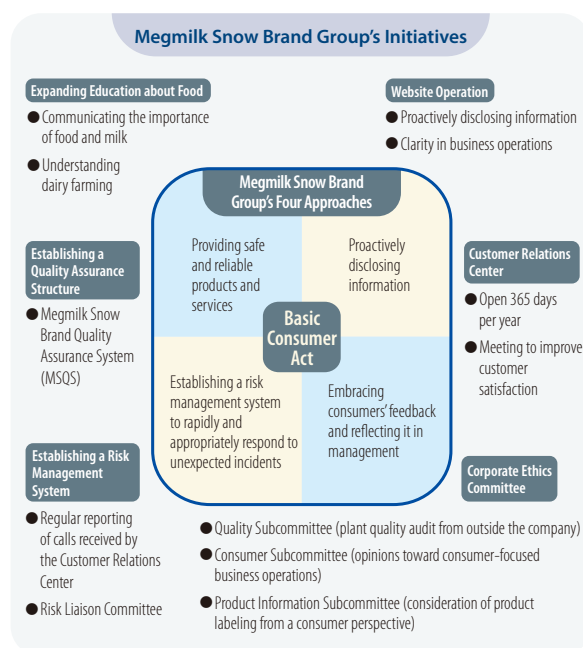 Megmilk Snow Brand Group's Initiatives
Expanding Education about Food
● Communicating the importance
of food and milk
● Understanding
dairy farming
Website Operation
● Proactively disclosing information
● Clarity in business operations
Megmilk Snow Brand
Group's Four Approaches
Providing safe
and reliable
products and
services
Proactively
disclosing
information
Basic
Consumer
Act
Establishing a risk
management system
to rapidly and
appropriately respond to
unexpected incidents
Embracing
consumers' feedback
and reflecting it in
management
Establishing a
Quality Assurance
Structure
● Megmilk Snow
Brand Quality
Assurance System
(MSQS)
Customer Relations
Center
● Open 365 days
per year
● Meeting to improve
customer
satisfaction
Establishing a Risk
Management
System
● Regular reporting
of calls received by
the Customer Relations
Center
● Risk Liaison Committee
Corporate Ethics
Committee
● Quality Subcommittee (plant quality audit from outside the company)
● Consumer Subcommittee (opinions toward consumer-focused
business operations)
● Product Information Subcommittee (consideration of product
labeling from a consumer perspective)